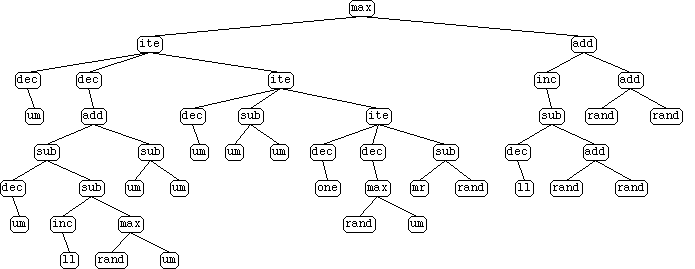 max
ite add
dec dec ite inc add
um add dec sub ite sub rand rand
sub sub um um um dec dec sub dec add
dec sub um um one max mr rand ll rand rand
um inc max rand um
ll rand um